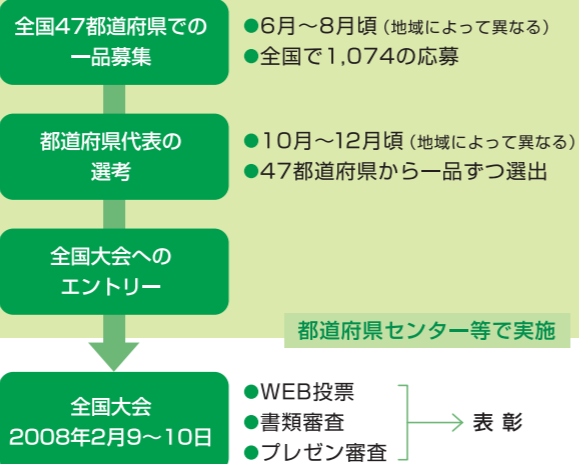 全国47都道府県での
一品募集
●6月～8月頃（地域によって異なる）
●全国で1,074の応募
都道府県代表の
選考
●10月～12月頃（地域によって異なる）
●47都道府県から一品ずつ選出
全国大会への
エントリー
都道府県センター等で実施
全国大会
2008年2月9～10日
●WEB投票
●書類審査
●プレゼン審査
表 彰